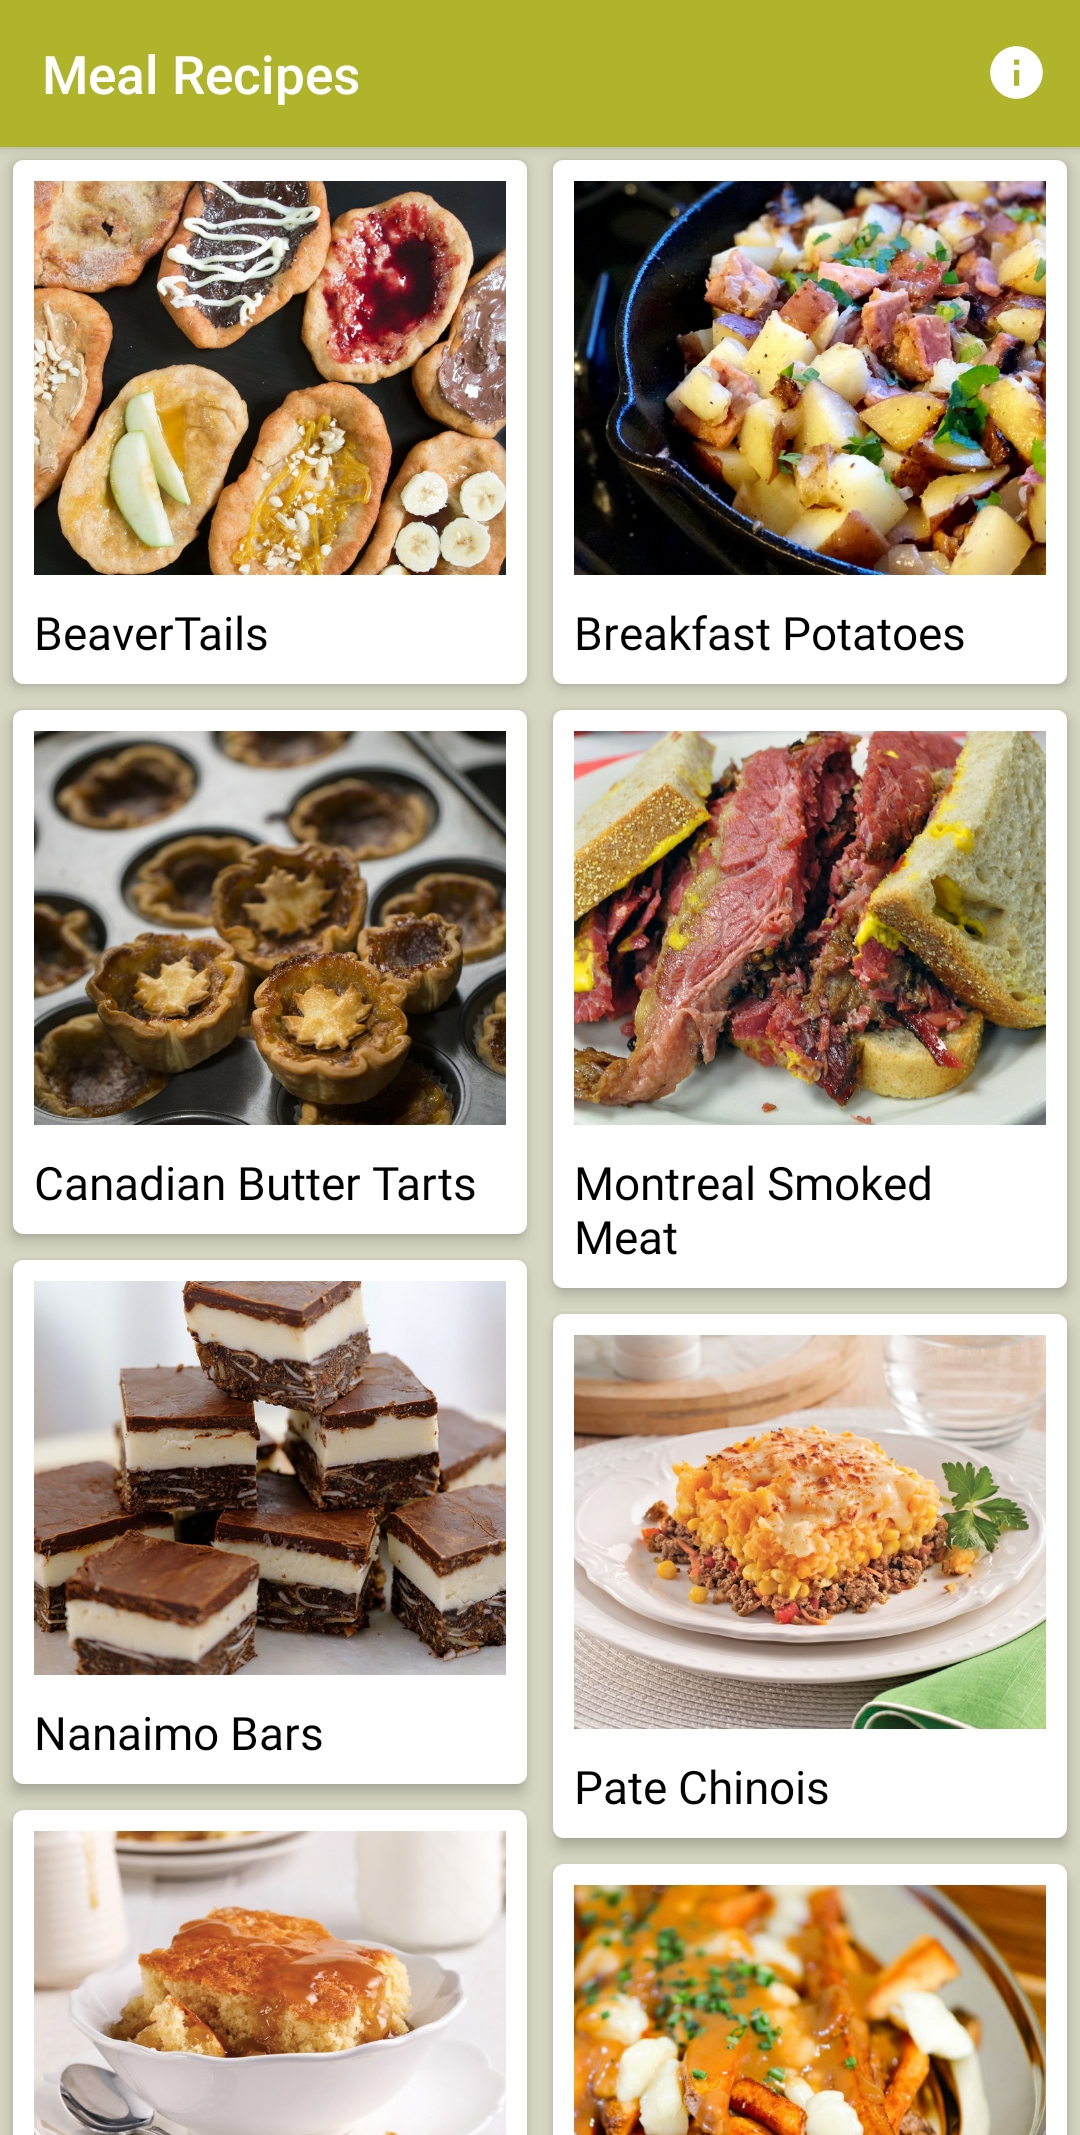 Meal Recipes
BeaverTails
Breakfast Potatoes
Canadian Butter Tarts
Montreal Smoked
Meat
Nanaimo Bars
Pate Chinois